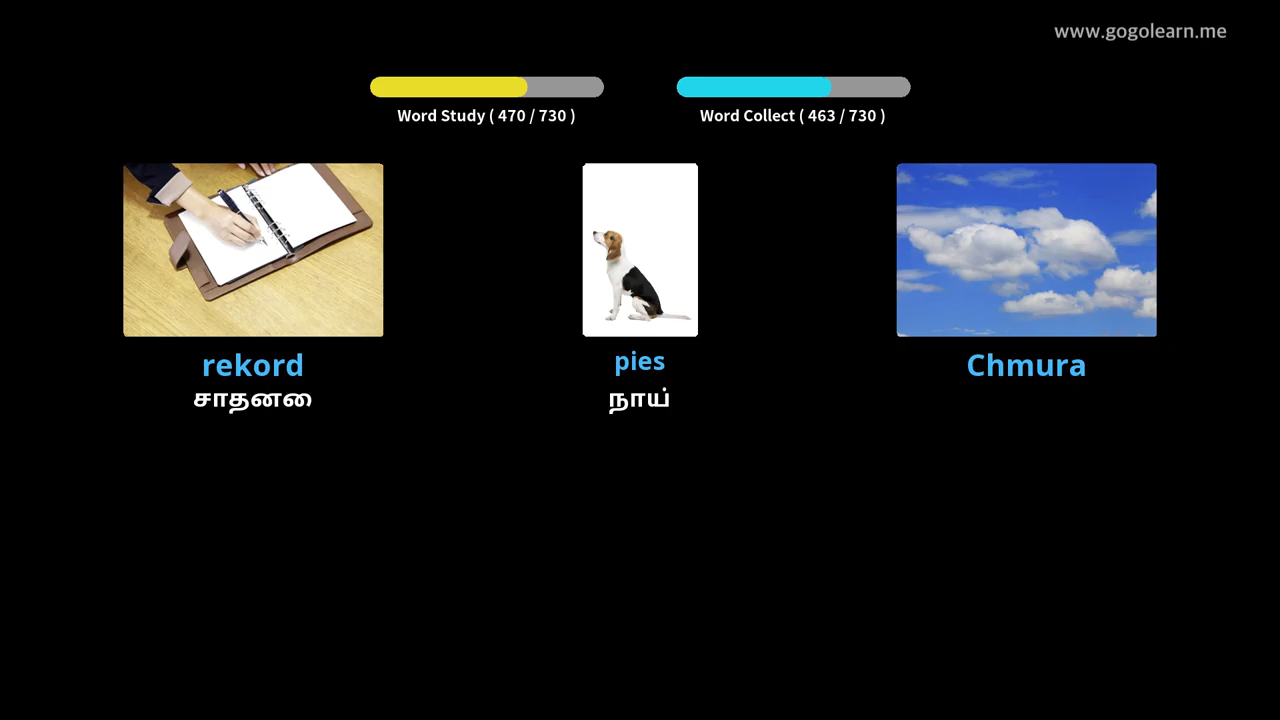 www.gogolearn.me
Word Study ( 470 / 730 )
Word Collect ( 463 / 730 )
rekord
pies
Chmura
சாதனை
நாய்